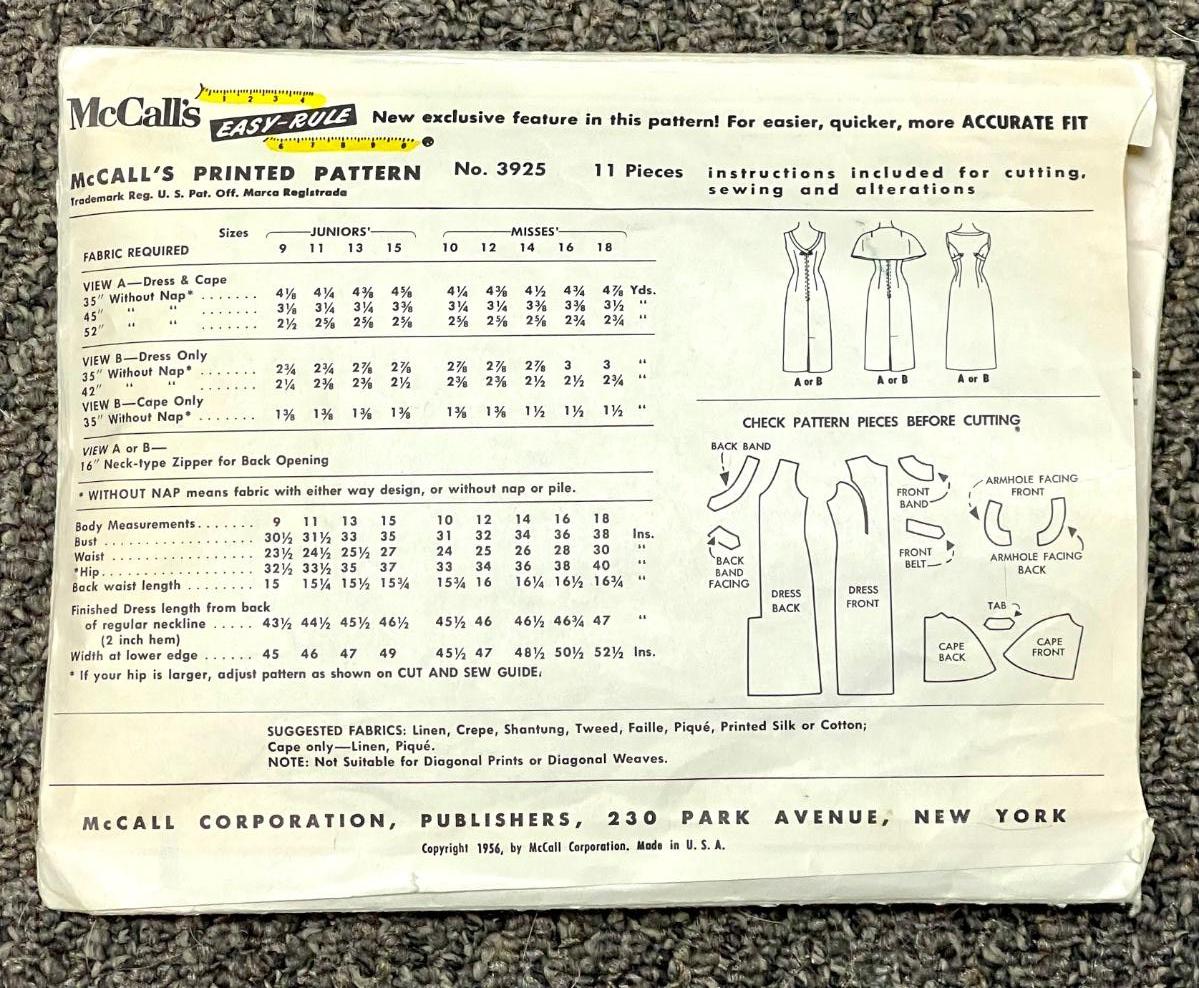 McCall's EASY-RULE New exclusive feature in this pattern! For easier, quicker, more ACCURATE FIT
1 2 3 4
6 7 8 9
McCALL'S PRINTED PATTERN No. 3925 11 Pieces instructions included for cutting,
sewing and alterations
Trademark Reg. U. S. Pat. Off. Marca Registrada
Sizes JUNIORS' MISSES'
FABRIC REQUIRED 9 11 13 15 10 12 14 16 18
VIEW A—Dress & Cape
35" Without Nap* ....... 4⅛ 4¼ 4⅜ 4⅝ 4¼ 4⅜ 4½ 4¾ 4⅞ Yds.
45" " " ....... 3⅛ 3¼ 3¼ 3⅜ 3¼ 3¼ 3⅜ 3⅜ 3½ "
52" " " ....... 2½ 2⅝ 2⅝ 2⅝ 2⅝ 2⅝ 2⅝ 2¾ 2¾ "
VIEW B—Dress Only
35" Without Nap* ....... 2¾ 2¾ 2⅞ 2⅞ 2⅞ 2⅞ 2⅞ 3 3 "
42" " " ....... 2¼ 2⅜ 2⅜ 2½ 2⅜ 2⅜ 2½ 2½ 2¾ "
VIEW B—Cape Only
35" Without Nap* ....... 1⅜ 1⅜ 1⅜ 1⅜ 1⅜ 1⅜ 1½ 1½ 1½ "
VIEW A or B—
16" Neck-type Zipper for Back Opening
* WITHOUT NAP means fabric with either way design, or without nap or pile.
Body Measurements....... 9 11 13 15 10 12 14 16 18
Bust .................. 30½ 31½ 33 35 31 32 34 36 38 Ins.
Waist ................. 23½ 24½ 25½ 27 24 25 26 28 30 "
*Hip................... 32½ 33½ 35 37 33 34 36 38 40 "
Back waist length ........ 15 15¼ 15½ 15¾ 15¾ 16 16¼ 16½ 16¾ "
Finished Dress length from back
of regular neckline ..... 43½ 44½ 45½ 46½ 45½ 46 46½ 46¾ 47 "
(2 inch hem)
Width at lower edge ...... 45 46 47 49 45½ 47 48½ 50½ 52½ Ins.
* If your hip is larger, adjust pattern as shown on CUT AND SEW GUIDE.
A or B
A or B
A or B
CHECK PATTERN PIECES BEFORE CUTTING
BACK BAND
BACK
BAND
FACING
DRESS
BACK
DRESS
FRONT
FRONT
BAND
FRONT
BELT
ARMHOLE FACING
FRONT
ARMHOLE FACING
BACK
TAB
CAPE
BACK
CAPE
FRONT
SUGGESTED FABRICS: Linen, Crepe, Shantung, Tweed, Faille, Piqué, Printed Silk or Cotton;
Cape only—Linen, Piqué.
NOTE: Not Suitable for Diagonal Prints or Diagonal Weaves.
McCALL CORPORATION, PUBLISHERS, 230 PARK AVENUE, NEW YORK
Copyright 1956, by McCall Corporation. Made in U. S. A.